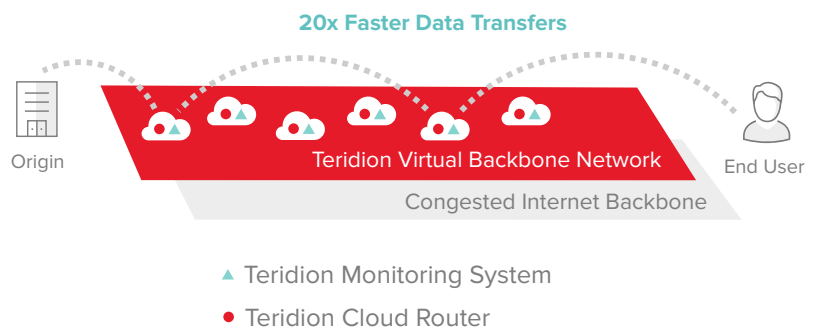 20x Faster Data Transfers
Origin
Teridion Virtual Backbone Network
End User
Congested Internet Backbone
Teridion Monitoring System
Teridion Cloud Router